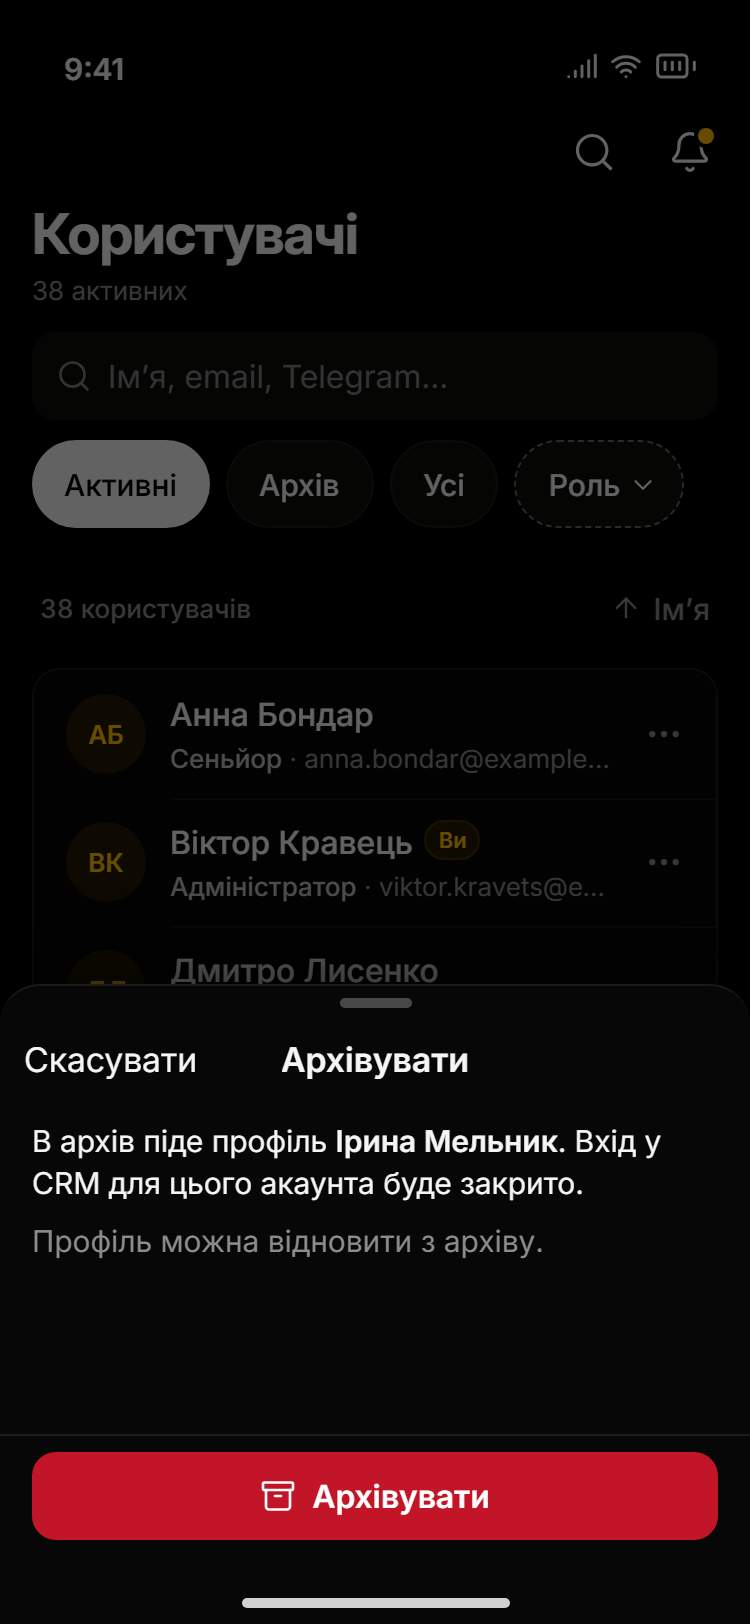 9:41
Користувачі
38 активних
Ім’я, email, Telegram...
Активні Архів Усі Роль
38 користувачів ↑ Ім’я
АБ Анна Бондар
Сеньйор · anna.bondar@example...
ВК Віктор Кравець Ви
Адміністратор · viktor.kravets@e...
Дмитро Лисенко
Скасувати Архівувати
В архів піде профіль Ірина Мельник. Вхід у
CRM для цього акаунта буде закрито.
Профіль можна відновити з архіву.
Архівувати